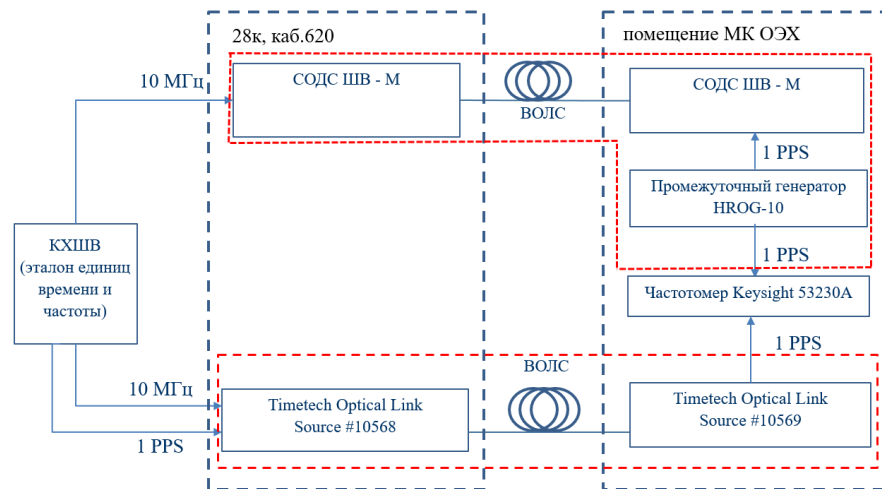 28к, каб.620
помещение МК ОЭХ
10 МГц
СОДС ШВ - М
ВОЛС
СОДС ШВ - М
1 PPS
Промежуточный генератор
HROG-10
1 PPS
КХШВ
(эталон единиц
времени и
частоты)
Частотомер Keysight 53230A
1 PPS
ВОЛС
10 МГц
1 PPS
Timetech Optical Link
Source #10568
Timetech Optical Link
Source #10569